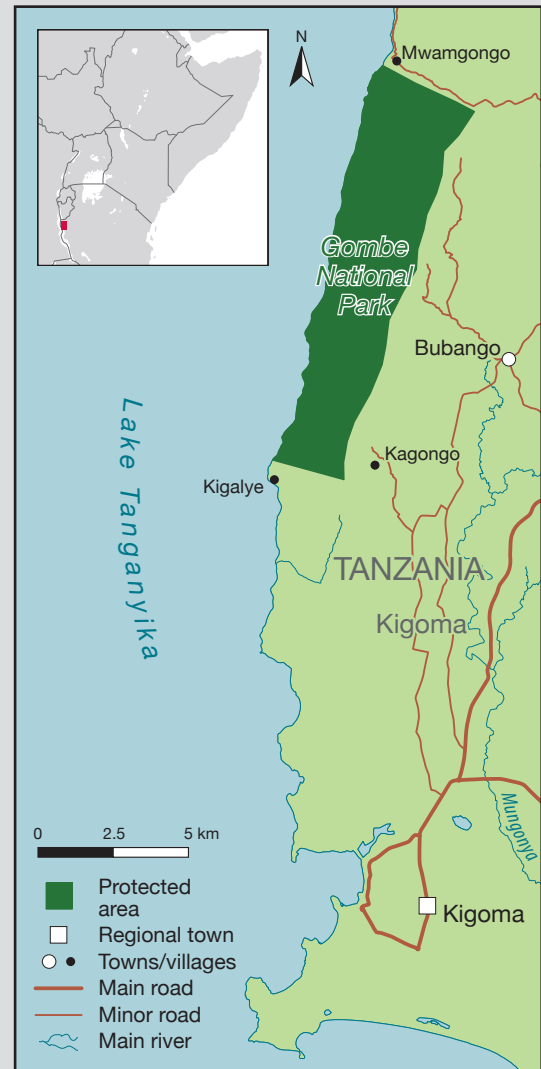 N
Mwamgongo
Gombe
National
Park
Bubango
Kagongo
Kigalye
Lake Tanganyika
TANZANIA
Kigoma
Mungonya
0 2.5 5 km
Protected
area
Regional town
Towns/villages
Main road
Minor road
Main river
Kigoma